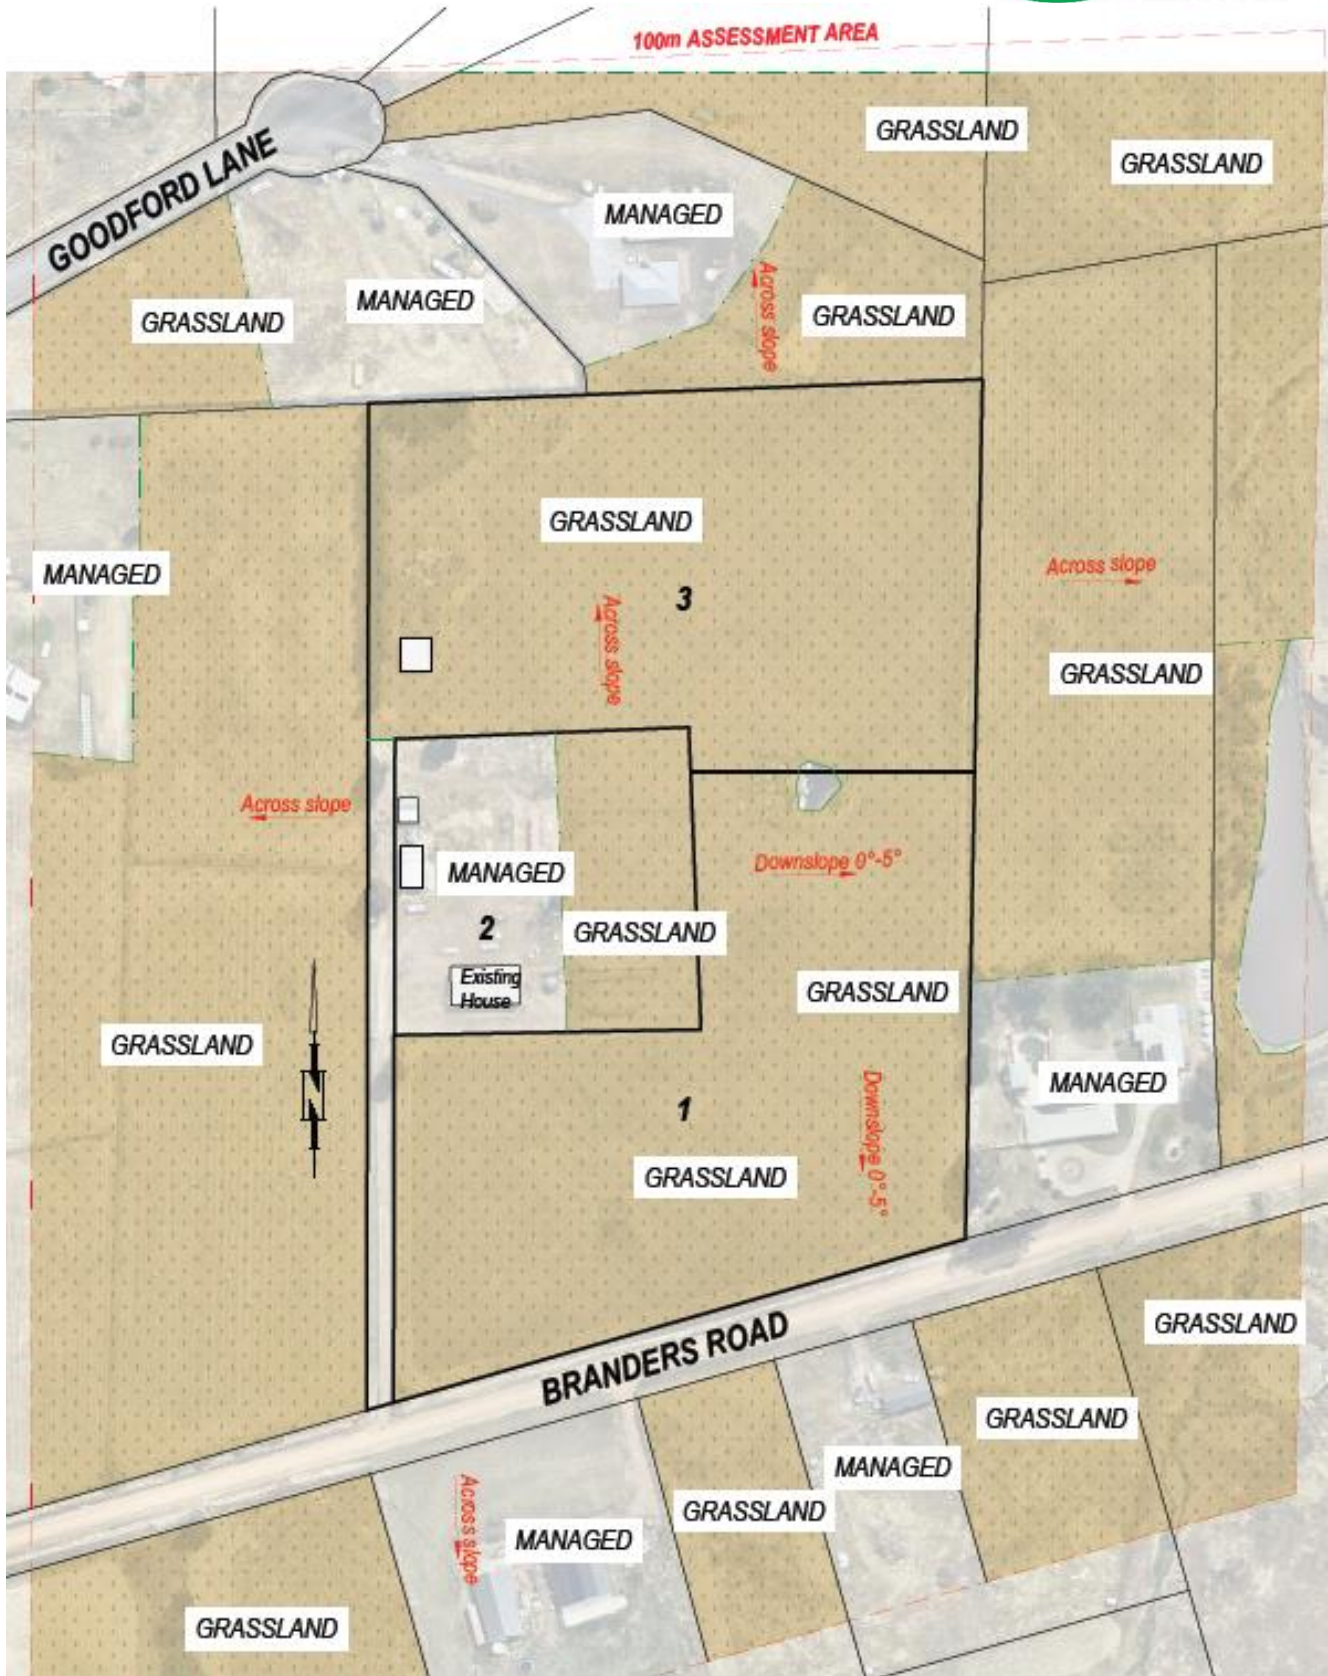 100m ASSESSMENT AREA
GRASSLAND
GRASSLAND
GOODFORD LANE
MANAGED
MANAGED
GRASSLAND
Across slope
GRASSLAND
GRASSLAND
MANAGED
3
Across slope
Across slope
GRASSLAND
Across slope
MANAGED
2
Existing
House
GRASSLAND
Downslope 0°-5°
GRASSLAND
GRASSLAND
MANAGED
1
Downslope 0°-5°
GRASSLAND
BRANDERS ROAD
GRASSLAND
GRASSLAND
MANAGED
GRASSLAND
Across slope
MANAGED
GRASSLAND